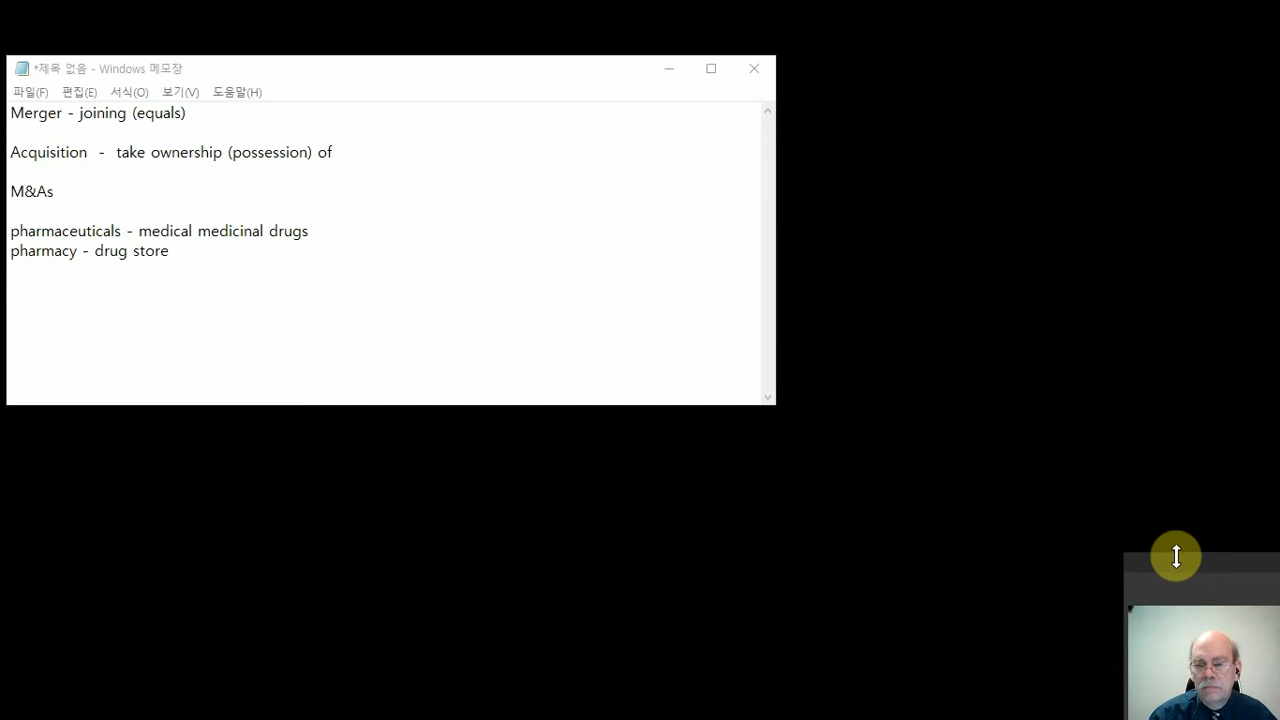 *제목 없음 - Windows 메모장
파일(F) 편집(E) 서식(O) 보기(V) 도움말(H)
Merger - joining (equals)
Acquisition - take ownership (possession) of
M&As
pharmaceuticals - medical medicinal drugs
pharmacy - drug store